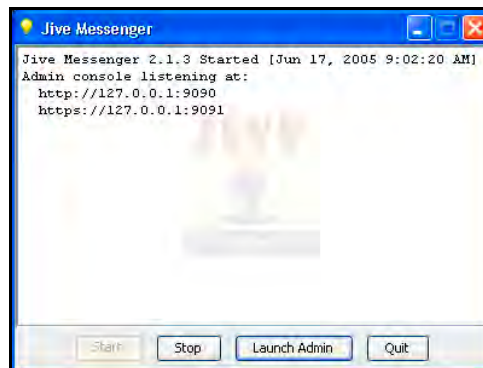 Jive Messenger
Jive Messenger 2.1.3 Started [Jun 17, 2005 9:02:20 AM]
Admin console listening at:
http://127.0.0.1:9090
https://127.0.0.1:9091
Start Stop Launch Admin Quit